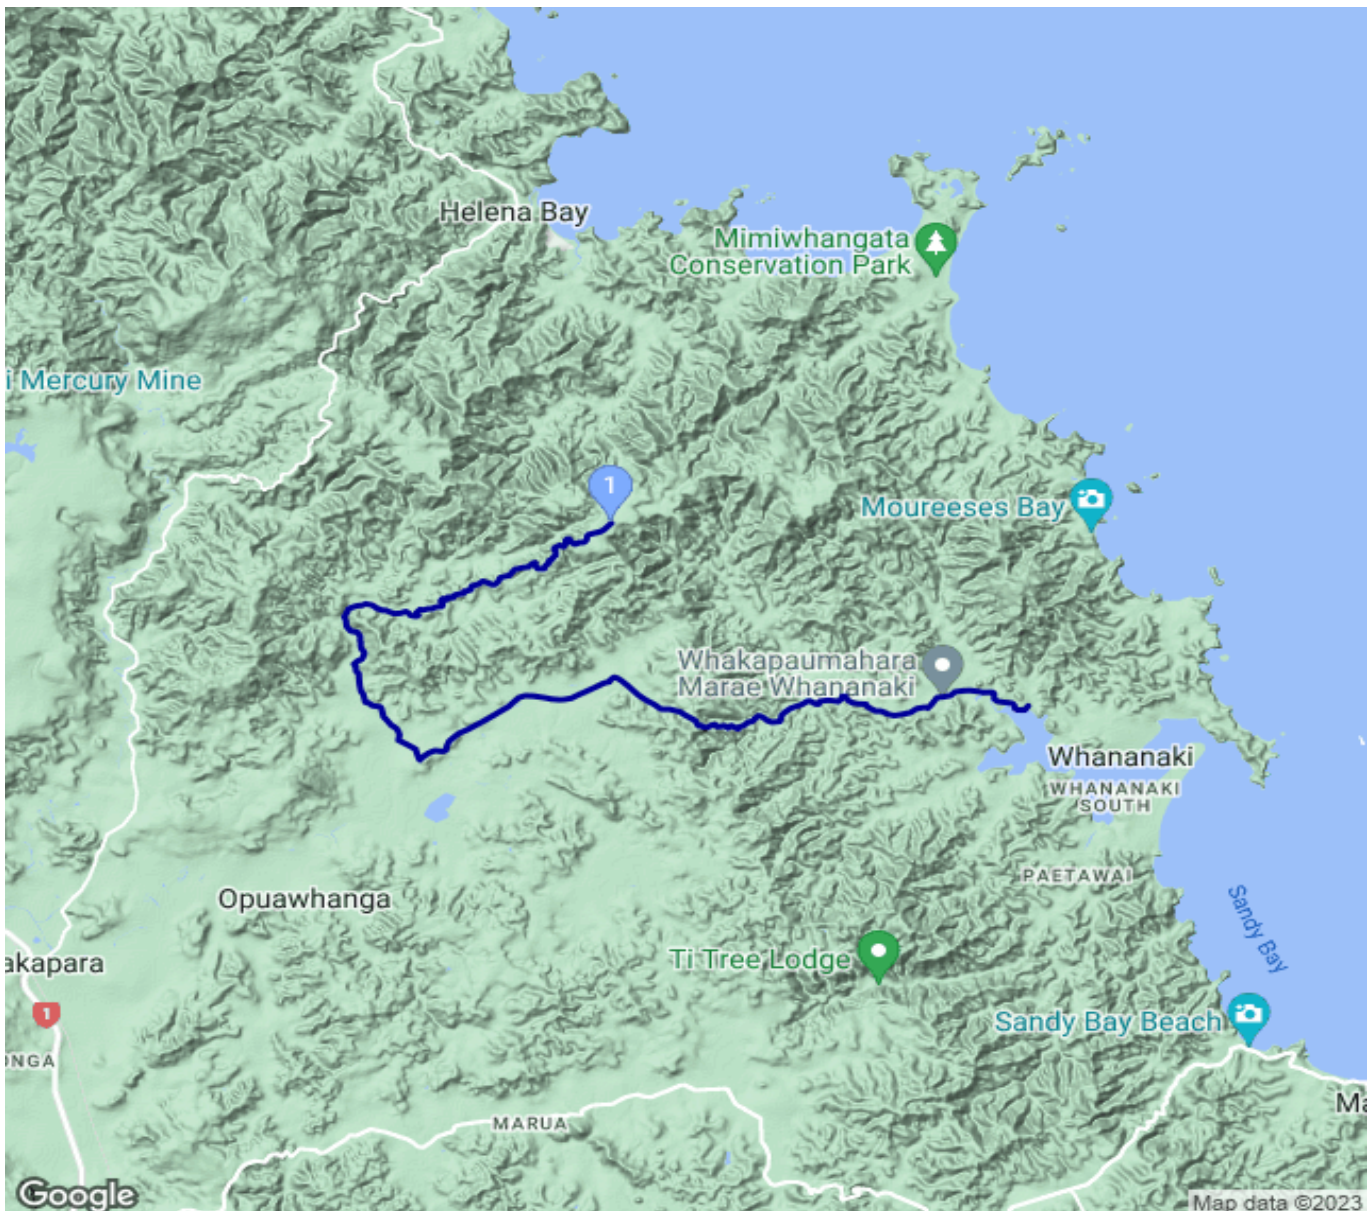 Helena Bay
Mimiwhangata
Conservation Park
i Mercury Mine
1
Moureeses Bay
Whakapaumahara
Marae Whananaki
Whananaki
WHANANAKI
SOUTH
PAETAWAI
Opuawhanga
Sandy Bay
akapara
Ti Tree Lodge
1
Sandy Bay Beach
ONGA
Ma
MARUA
Google
Map data ©2023